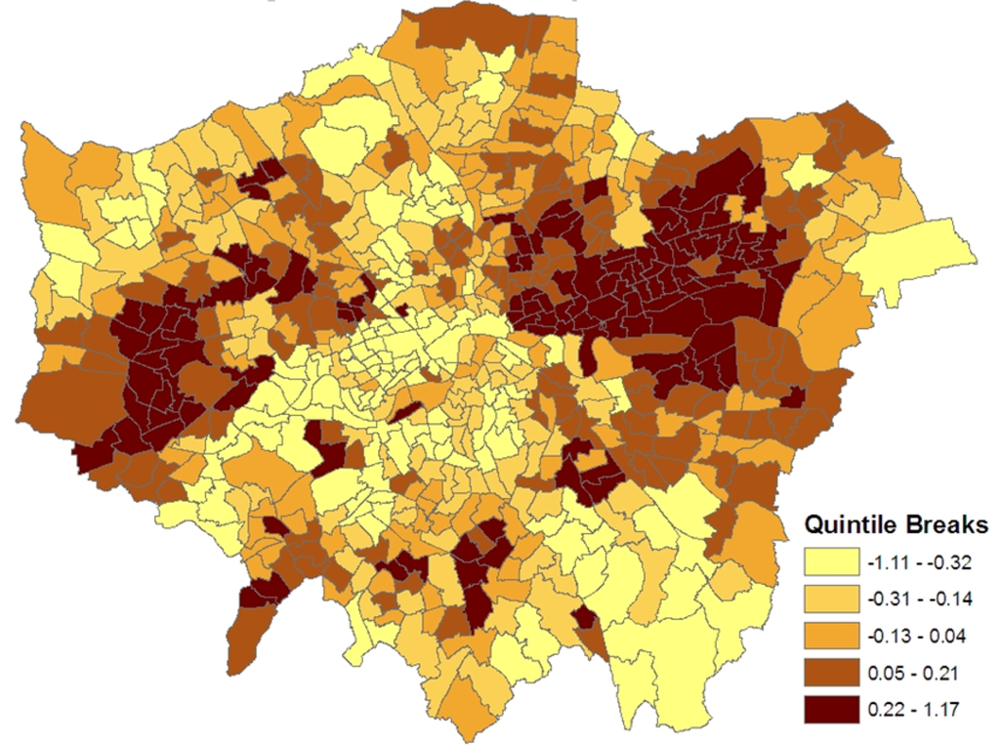 Quintile Breaks
-1.11 - -0.32
-0.31 - -0.14
-0.13 - 0.04
0.05 - 0.21
0.22 - 1.17